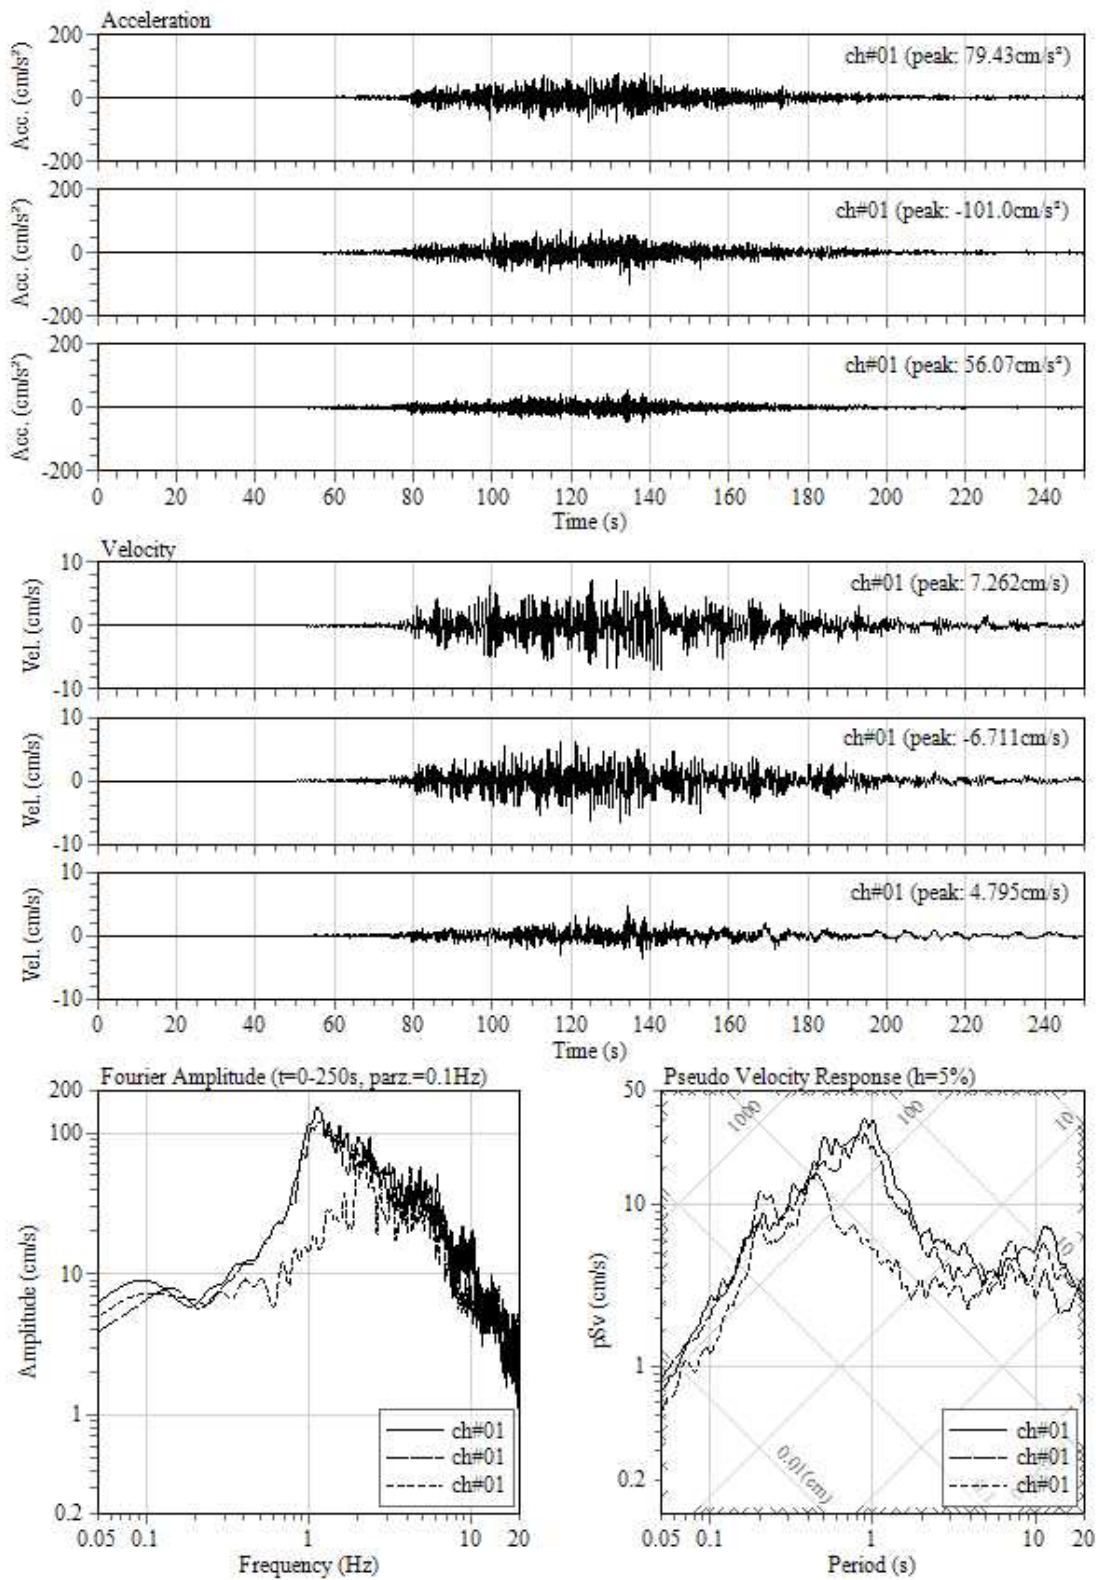 Acceleration
200
0
-200
Acc. (cm/s²)
ch#01 (peak: 79.43cm/s²)
200
0
-200
Acc. (cm/s²)
ch#01 (peak: -101.0cm/s²)
200
0
-200
Acc. (cm/s²)
ch#01 (peak: 56.07cm/s²)
0 20 40 60 80 100 120 140 160 180 200 220 240
Time (s)
Velocity
10
0
-10
Vel. (cm/s)
ch#01 (peak: 7.262cm/s)
10
0
-10
Vel. (cm/s)
ch#01 (peak: -6.711cm/s)
10
0
-10
Vel. (cm/s)
ch#01 (peak: 4.795cm/s)
0 20 40 60 80 100 120 140 160 180 200 220 240
Time (s)
Fourier Amplitude (t=0-250s, parz.=0.1Hz)
200
100
10
1
0.2
Amplitude (cm/s)
ch#01
ch#01
ch#01
0.05 0.1 1 10 20
Frequency (Hz)
Pseudo Velocity Response (h=5%)
50
10
1
0.2
pSv (cm/s)
1000
100
10
10
1
0.01(cm)
ch#01
ch#01
ch#01
0.05 0.1 1 10 20
Period (s)